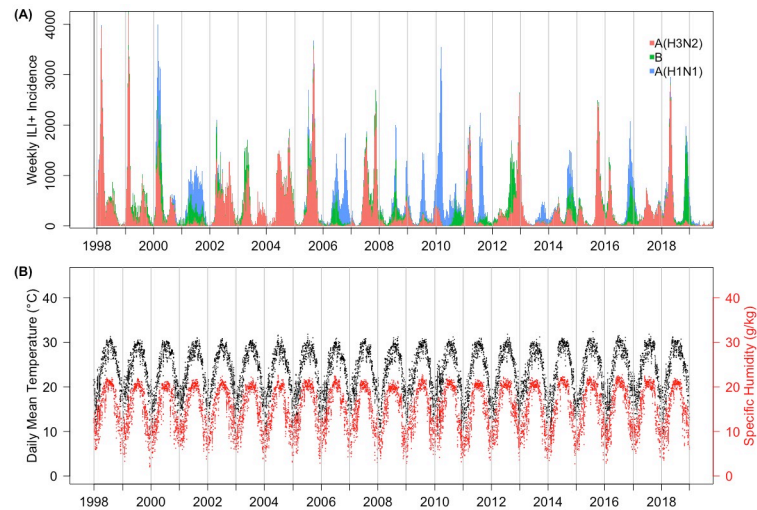 (A)
Weekly ILI+ Incidence
4000
3000
2000
1000
0
A(H3N2)
B
A(H1N1)
1998 2000 2002 2004 2006 2008 2010 2012 2014 2016 2018
(B)
Daily Mean Temperature (°C)
40
30
20
10
0
40
30
20
10
0
Specific Humidity (g/kg)
1998 2000 2002 2004 2006 2008 2010 2012 2014 2016 2018